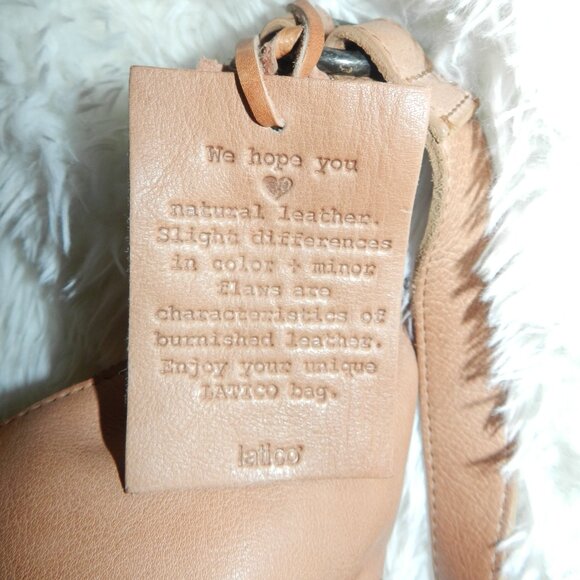 We hope you
♥
natural leather.
Slight differences
in color + minor
flaws are
characteristics of
burnished leather.
Enjoy your unique
LATICO bag.
latico